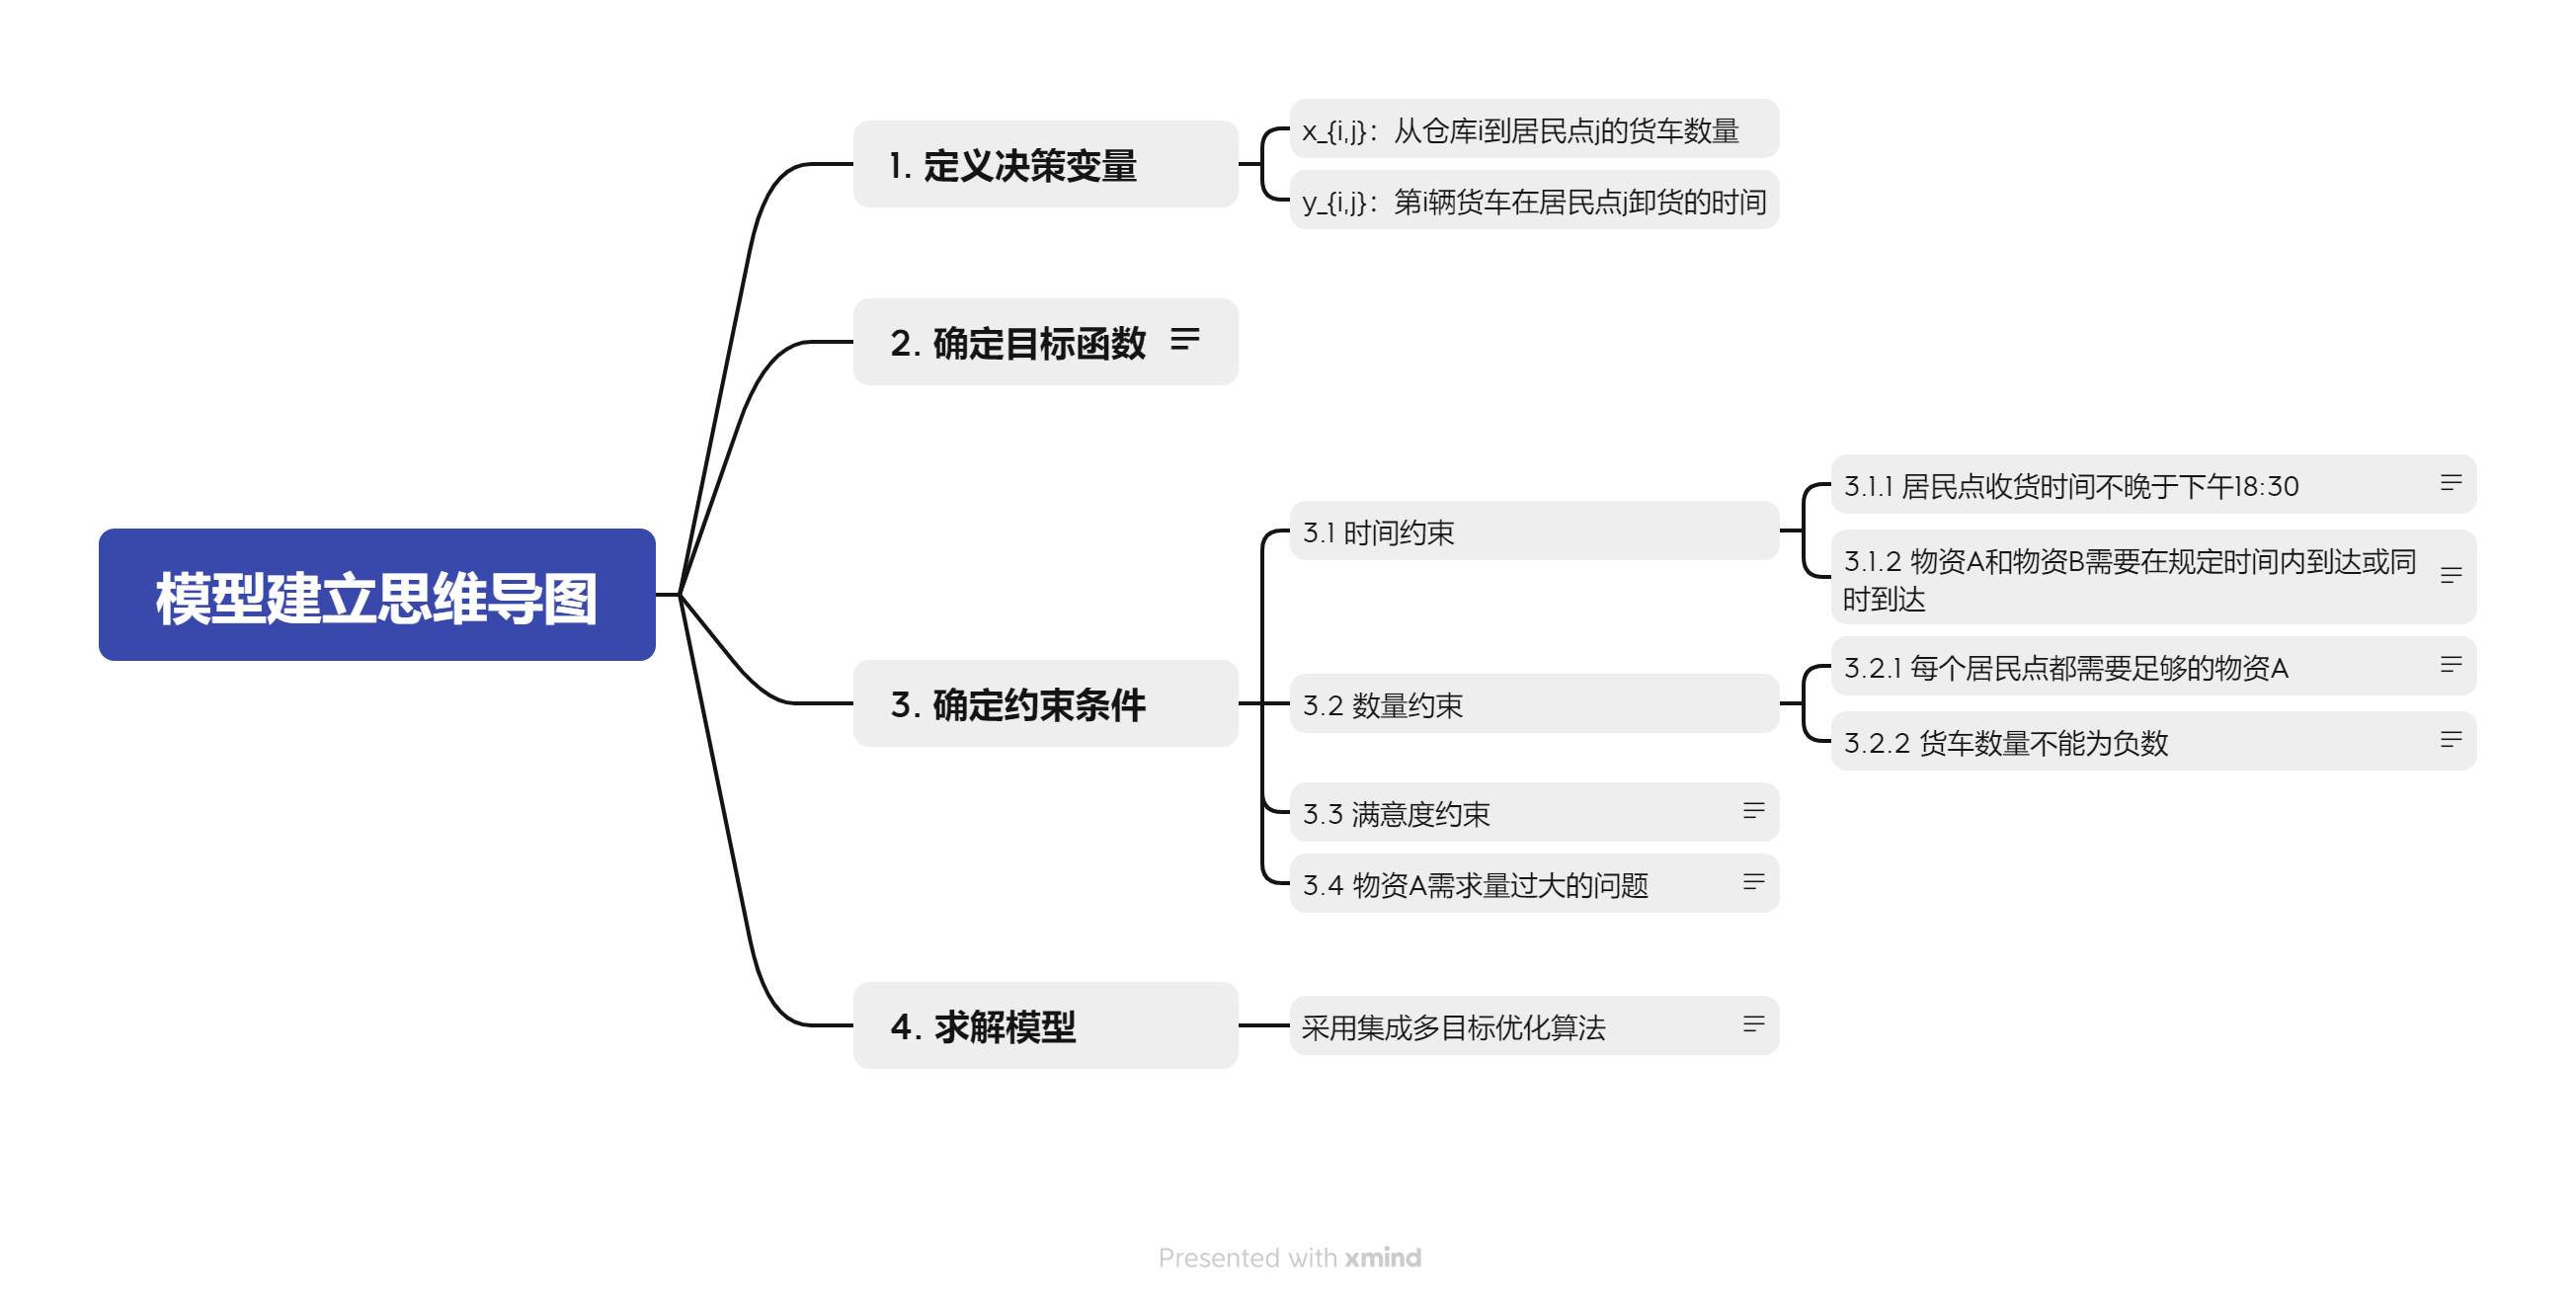 模型建立思维导图
1. 定义决策变量
x_{i,j}：从仓库i到居民点j的货车数量
y_{i,j}：第i辆货车在居民点j卸货的时间
2. 确定目标函数
3. 确定约束条件
3.1 时间约束
3.1.1 居民点收货时间不晚于下午18:30
3.1.2 物资A和物资B需要在规定时间内到达或同
时到达
3.2 数量约束
3.2.1 每个居民点都需要足够的物资A
3.2.2 货车数量不能为负数
3.3 满意度约束
3.4 物资A需求量过大的问题
4. 求解模型
采用集成多目标优化算法
Presented with xmind